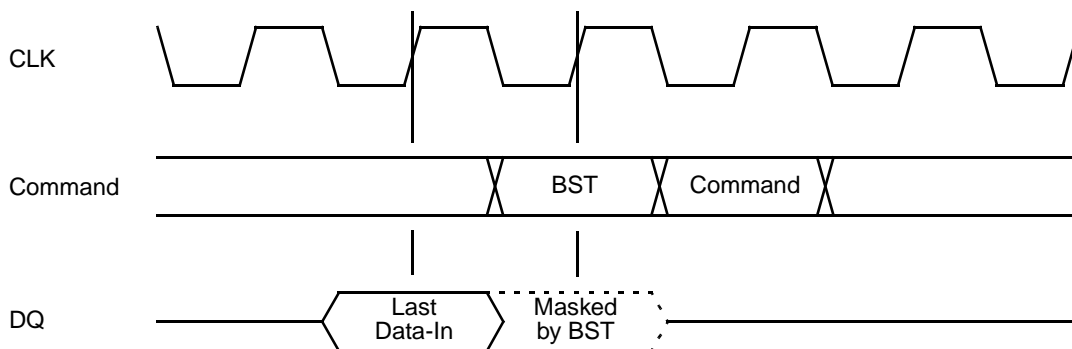 CLK
Command
BST
Command
DQ
Last
Data-In
Masked
by BST